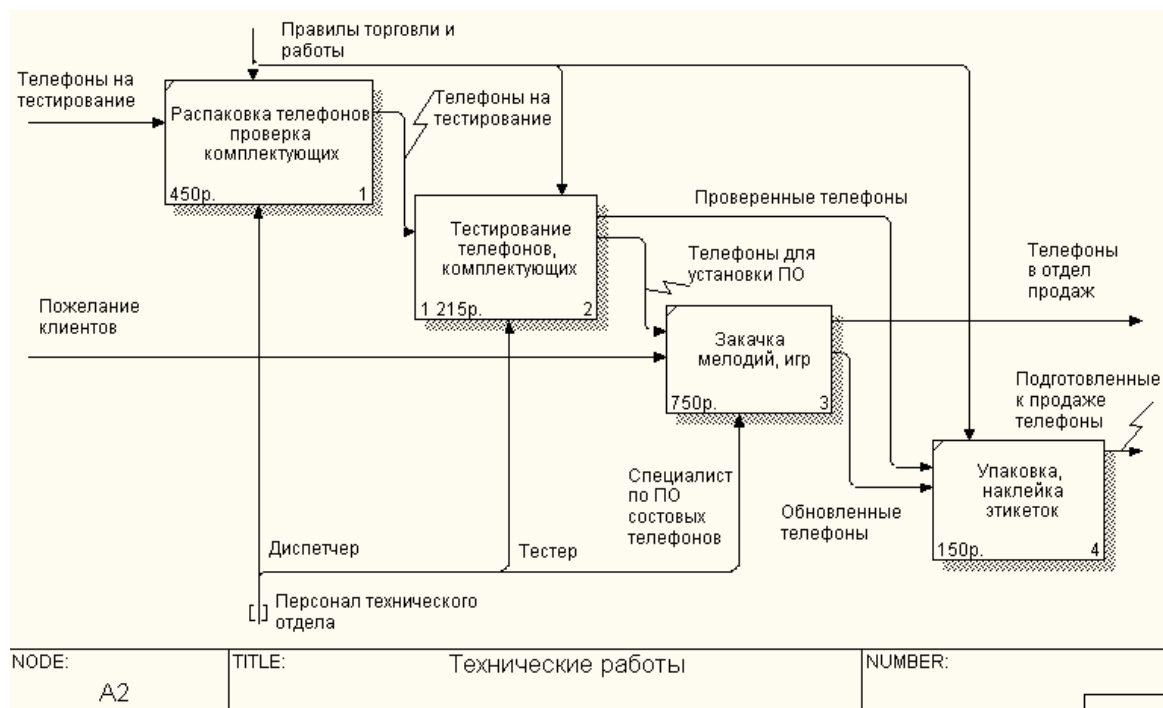 Правилы торговли и
работы
Телефоны на
тестирование
Распаковка телефонов
проверка
комплектующих
450р.
1
Телефоны на
тестирование
Тестирование
телефонов,
комплектующих
1 215р.
2
Проверенные телефоны
Телефоны для
установки ПО
Телефоны
в отдел
продаж
Пожелание
клиентов
Закачка
мелодий, игр
750р.
3
Подготовленные
к продаже
телефоны
Упаковка,
наклейка
этикеток
150р.
4
Специалист
по ПО
состовых
телефонов
Обновленные
телефоны
Диспетчер
Тестер
Персонал технического
отдела
NODE:
A2
TITLE:
Технические работы
NUMBER: